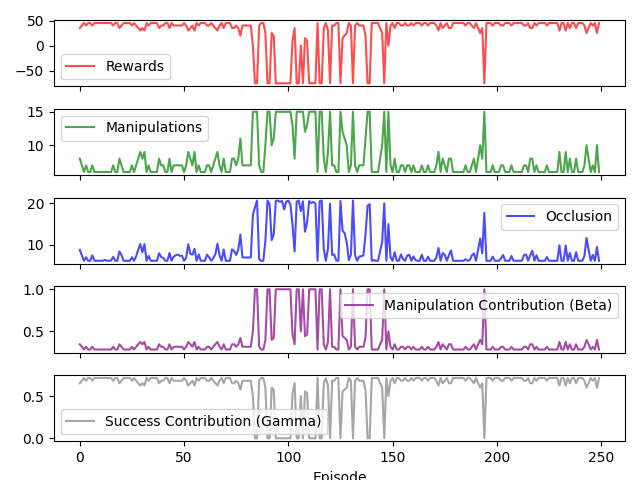 50
0
−50
Rewards
15
10
Manipulations
20
10
Occlusion
1.0
0.5
Manipulation Contribution (Beta)
0.5
0.0
Success Contribution (Gamma)
0 50 100 150 200 250
Episode